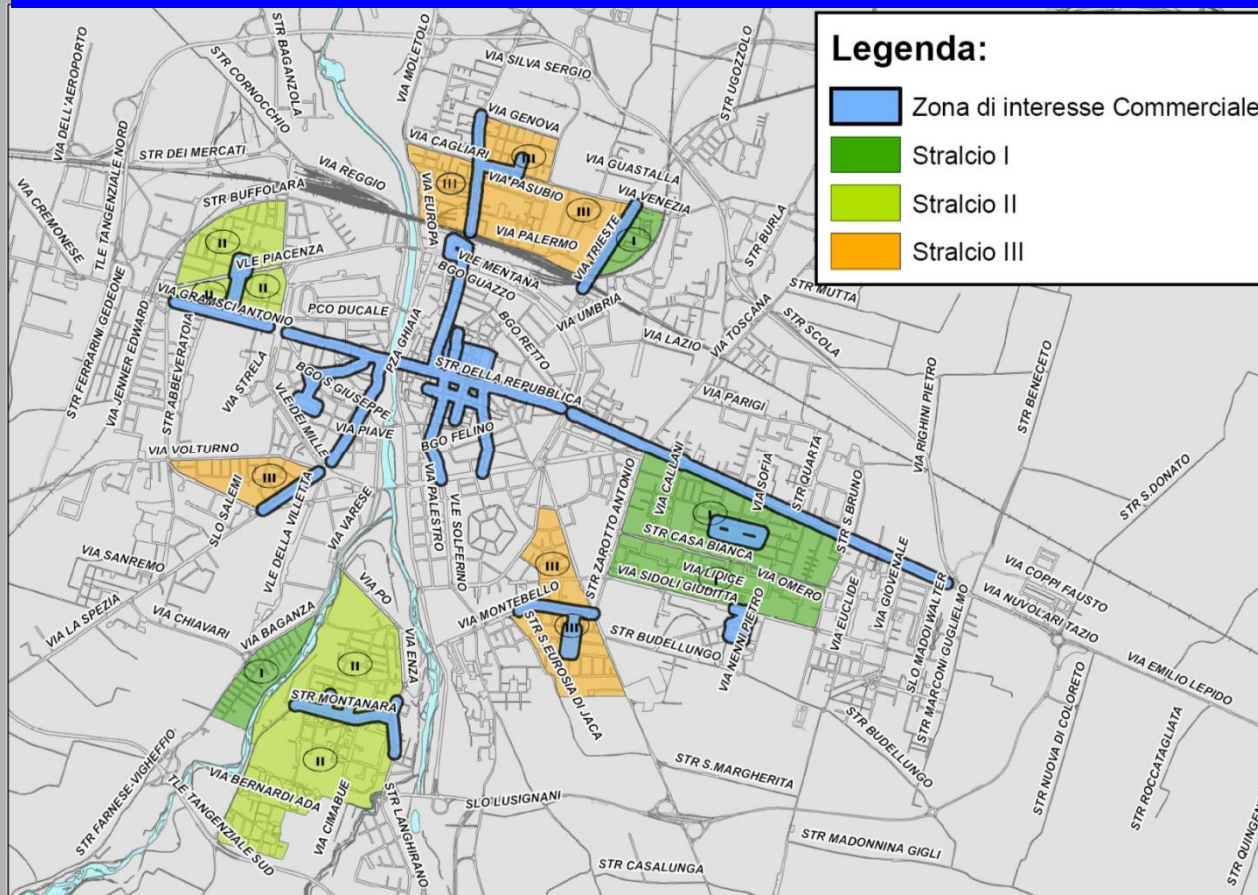 Legenda:
Zona di interesse Commerciale
Stralcio I
Stralcio II
Stralcio III
VIA DELL'AEROPORTO
STR CORNOCCHIO
STR BAGANZOLA
VIA MOLETOLO
VIA SILVA SERGIO
STR UGOZZOLO
TLE TANGENZIALE NORD
STR DEI MERCATI
VIA REGGIO
VIA GENOVA
VIA CAGLIARI
III
VIA GUASTALLA
VIA CREMONESE
STR BUFFOLARA
VIA EUROPA
III
VIA PASUBIO
VIA VENEZIA
III
II
VLE PIACENZA
VIA PALERMO
VIA TRIESTE
I
STR BURLA
VLE MENTANA
BGO GUAZZO
II
II
VIA GRAMSCI ANTONIO
PCO DUCALE
PZA GHIAIA
BGO RETTO
VIA UMBRIA
STR MUTTA
VIA TOSCANA
STR SCOLA
VIA LAZIO
STR FERRARINI GEDEONE
VIA JENNER EDWARD
STR ABBEVERATOIA
VIA STRELA
BGO S.GIUSEPPE
STR DELLA REPUBBLICA
VIA RIGHINI PIETRO
STR BENECETO
VLE DEI MILLE
VIA PIAVE
BGO FELINO
VIA PARIGI
VIA VOLTURNO
III
SLO SALEMI
VLE DELLA VILLETTA
VIA VARESE
VIA PALESTRO
VLE SOLFERINO
STR ZAROTTO ANTONIO
VIA CALLANI
VIA SOFIA
STR QUARTA
STR S.BRUNO
STR S.DONATO
I
STR CASA BIANCA
VIA SANREMO
VIA LA SPEZIA
VIA PO
III
VIA LIDICE
I
VIA OMERO
VIA SIDOLI GIUDITTA
VIA EUCLIDE
VIA GIOVENALE
VIA COPPI FAUSTO
VIA NUVOLARI TAZIO
VIA CHIAVARI
VIA BAGANZA
VIA MONTEBELLO
III
STR BUDELLUNGO
VIA NENNI PIETRO
SLO MADOI WALTER
STR MARCONI GUGLIELMO
VIA EMILIO LEPIDO
I
II
VIA ENZA
STR S.EUROSIA DI JACA
STR MONTANARA
II
STR BUDELLUNGO
STR NUOVA DI COLORETO
STR FARNESE-VIGHEFFIO
VIA BERNARDI ADA
TLE TANGENZIALE SUD
VIA CIMABUE
STR LANGHIRANO
SLO LUSIGNANI
STR S.MARGHERITA
STR ROCCATAGLIATA
STR MADONNINA GIGLI
STR CASALUNGA